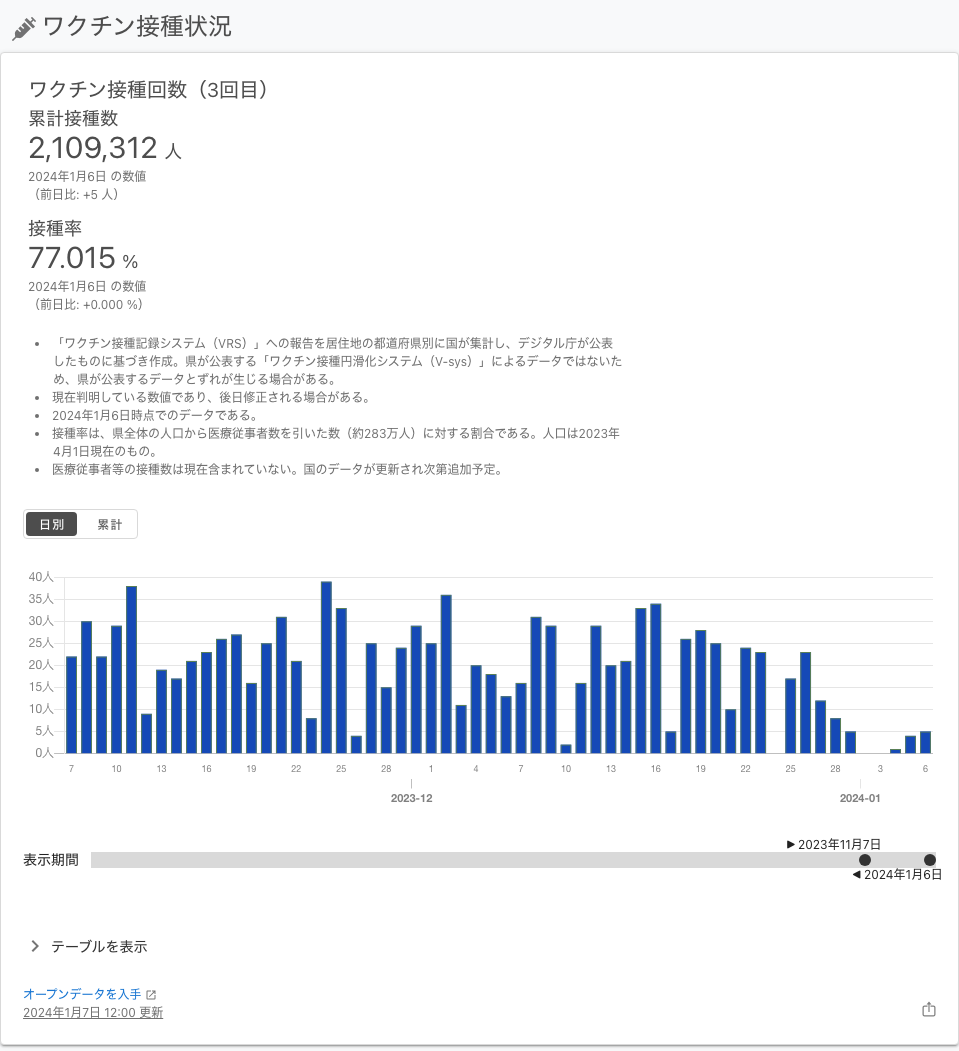 ワクチン接種状況
ワクチン接種回数（3回目）
累計接種数
2,109,312 人
2024年1月6日 の数値
（前日比: +5 人）
接種率
77.015 %
2024年1月6日 の数値
（前日比: +0.000 %）
• 「ワクチン接種記録システム（VRS）」への報告を居住地の都道府県別に国が集計し、デジタル庁が公表
したものに基づき作成。県が公表する「ワクチン接種円滑化システム（V-sys）」によるデータではないた
め、県が公表するデータとずれが生じる場合がある。
• 現在判明している数値であり、後日修正される場合がある。
• 2024年1月6日時点でのデータである。
• 接種率は、県全体の人口から医療従事者数を引いた数（約283万人）に対する割合である。人口は2023年
4月1日現在のもの。
• 医療従事者等の接種数は現在含まれていない。国のデータが更新され次第追加予定。
日別 累計
40人
35人
30人
25人
20人
15人
10人
5人
0人
7 10 13 16 19 22 25 28 1 4 7 10 13 16 19 22 25 28 3 6
2023-12 2024-01
▶ 2023年11月7日
表示期間
◀ 2024年1月6日
テーブルを表示
オープンデータを入手
2024年1月7日 12:00 更新